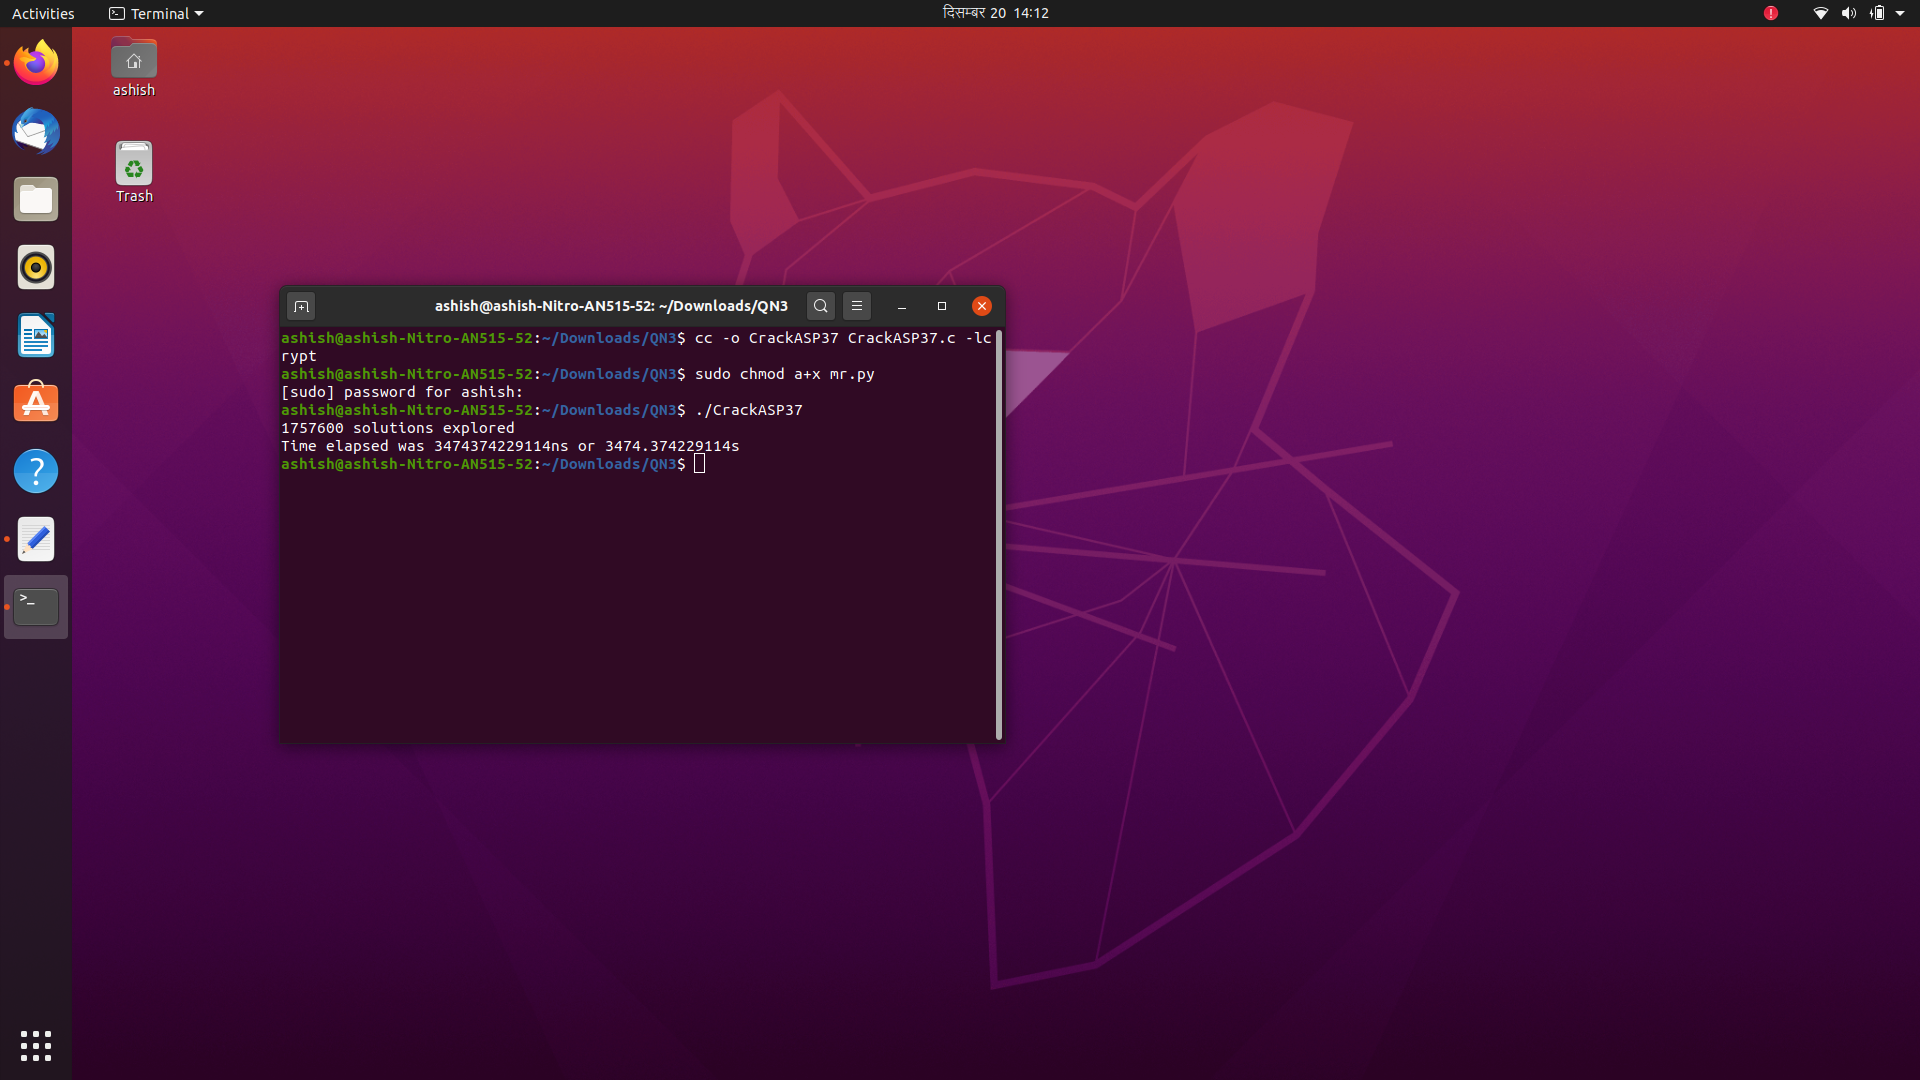 Activities
Terminal
दिसम्बर 20 14:12
ashish
Trash
ashish@ashish-Nitro-AN515-52: ~/Downloads/QN3
ashish@ashish-Nitro-AN515-52:~/Downloads/QN3$ cc -o CrackASP37 CrackASP37.c -lc
rypt
ashish@ashish-Nitro-AN515-52:~/Downloads/QN3$ sudo chmod a+x mr.py
[sudo] password for ashish:
ashish@ashish-Nitro-AN515-52:~/Downloads/QN3$ ./CrackASP37
1757600 solutions explored
Time elapsed was 3474374229114ns or 3474.374229114s
ashish@ashish-Nitro-AN515-52:~/Downloads/QN3$